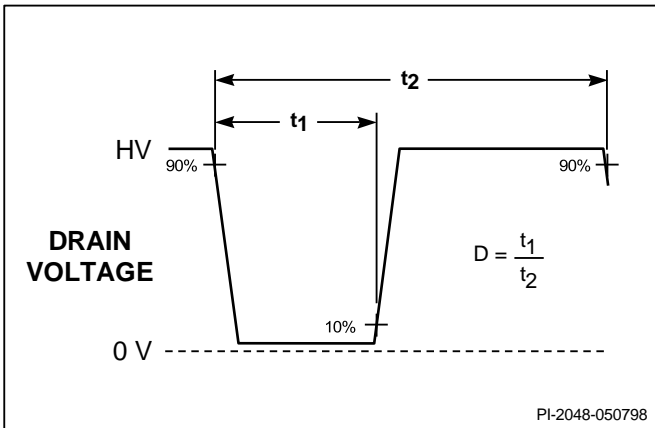 t2
t1
HV
90%
90%
DRAIN
VOLTAGE
D = t1
t2
10%
0 V
PI-2048-050798